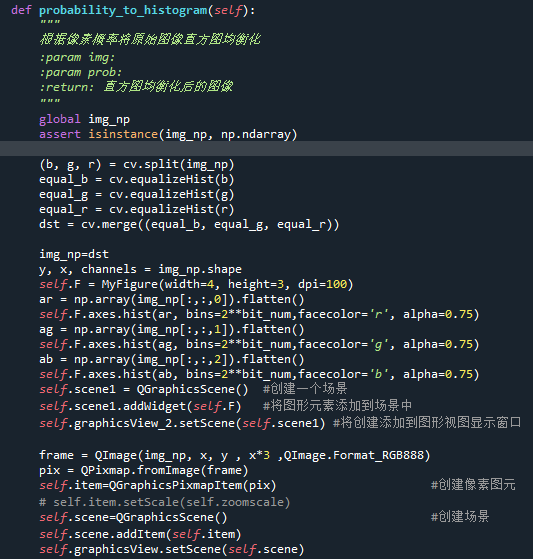 def probability_to_histogram(self):
"""
根据像素概率将原始图像直方图均衡化
:param img:
:param prob:
:return: 直方图均衡化后的图像
"""
global img_np
assert isinstance(img_np, np.ndarray)
(b, g, r) = cv.split(img_np)
equal_b = cv.equalizeHist(b)
equal_g = cv.equalizeHist(g)
equal_r = cv.equalizeHist(r)
dst = cv.merge((equal_b, equal_g, equal_r))
img_np=dst
y, x, channels = img_np.shape
self.F = MyFigure(width=4, height=3, dpi=100)
ar = np.array(img_np[:,:,0]).flatten()
self.F.axes.hist(ar, bins=2**bit_num,facecolor='r', alpha=0.75)
ag = np.array(img_np[:,:,1]).flatten()
self.F.axes.hist(ag, bins=2**bit_num,facecolor='g', alpha=0.75)
ab = np.array(img_np[:,:,2]).flatten()
self.F.axes.hist(ab, bins=2**bit_num,facecolor='b', alpha=0.75)
self.scene1 = QGraphicsScene() #创建一个场景
self.scene1.addWidget(self.F) #将图形元素添加到场景中
self.graphicsView_2.setScene(self.scene1) #将创建添加到图形视图显示窗口
frame = QImage(img_np, x, y , x*3 ,QImage.Format_RGB888)
pix = QPixmap.fromImage(frame)
self.item=QGraphicsPixmapItem(pix) #创建像素图元
# self.item.setScale(self.zoomscale)
self.scene=QGraphicsScene() #创建场景
self.scene.addItem(self.item)
self.graphicsView.setScene(self.scene)